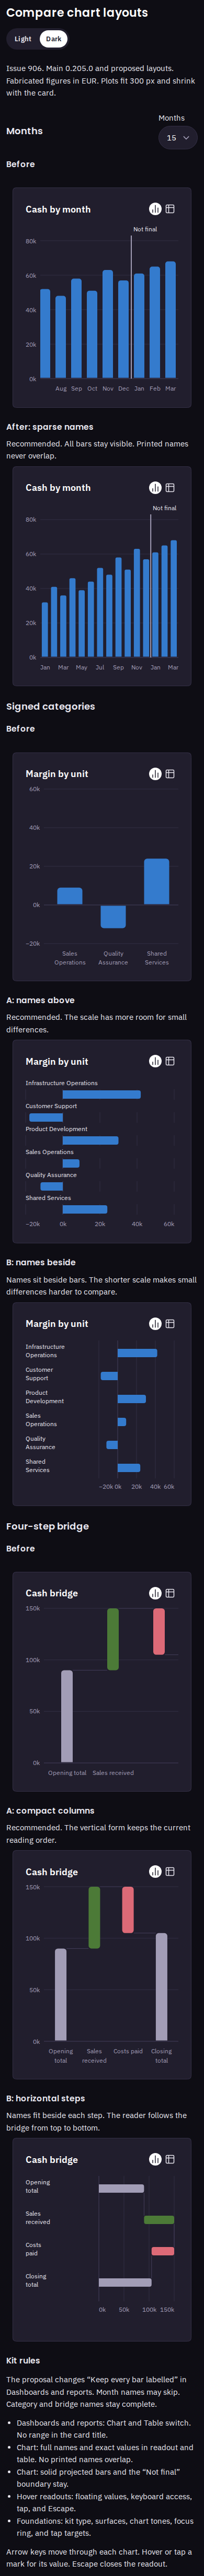 Compare chart layouts
Light Dark
Issue 906. Main 0.205.0 and proposed layouts.
Fabricated figures in EUR. Plots fit 300 px and shrink
with the card.
Months
Months
15
Before
Cash by month
Not final
80k
60k
40k
20k
0k
Aug Sep Oct Nov Dec Jan Feb Mar
After: sparse names
Recommended. All bars stay visible. Printed names
never overlap.
Cash by month
Not final
80k
60k
40k
20k
0k
Jan Mar May Jul Sep Nov Jan Mar
Signed categories
Before
Margin by unit
60k
40k
20k
0k
−20k
Sales Operations
Quality Assurance
Shared Services
A: names above
Recommended. The scale has more room for small
differences.
Margin by unit
Infrastructure Operations
Customer Support
Product Development
Sales Operations
Quality Assurance
Shared Services
−20k 0k 20k 40k 60k
B: names beside
Names sit beside bars. The shorter scale makes small
differences harder to compare.
Margin by unit
Infrastructure
Operations
Customer
Support
Product
Development
Sales
Operations
Quality
Assurance
Shared
Services
−20k 0k 20k 40k 60k
Four-step bridge
Before
Cash bridge
150k
100k
50k
0k
Opening total Sales received
A: compact columns
Recommended. The vertical form keeps the current
reading order.
Cash bridge
150k
100k
50k
0k
Opening total
Sales received
Costs paid
Closing total
B: horizontal steps
Names fit beside each step. The reader follows the
bridge from top to bottom.
Cash bridge
Opening
total
Sales
received
Costs
paid
Closing
total
0k 50k 100k 150k
Kit rules
The proposal changes “Keep every bar labelled” in
Dashboards and reports. Month names may skip.
Category and bridge names stay complete.
• Dashboards and reports: Chart and Table switch.
No range in the card title.
• Chart: full names and exact values in readout and
table. No printed names overlap.
• Chart: solid projected bars and the “Not final”
boundary stay.
• Hover readouts: floating values, keyboard access,
tap, and Escape.
• Foundations: kit type, surfaces, chart tones, focus
ring, and tap targets.
Arrow keys move through each chart. Hover or tap a
mark for its value. Escape closes the readout.